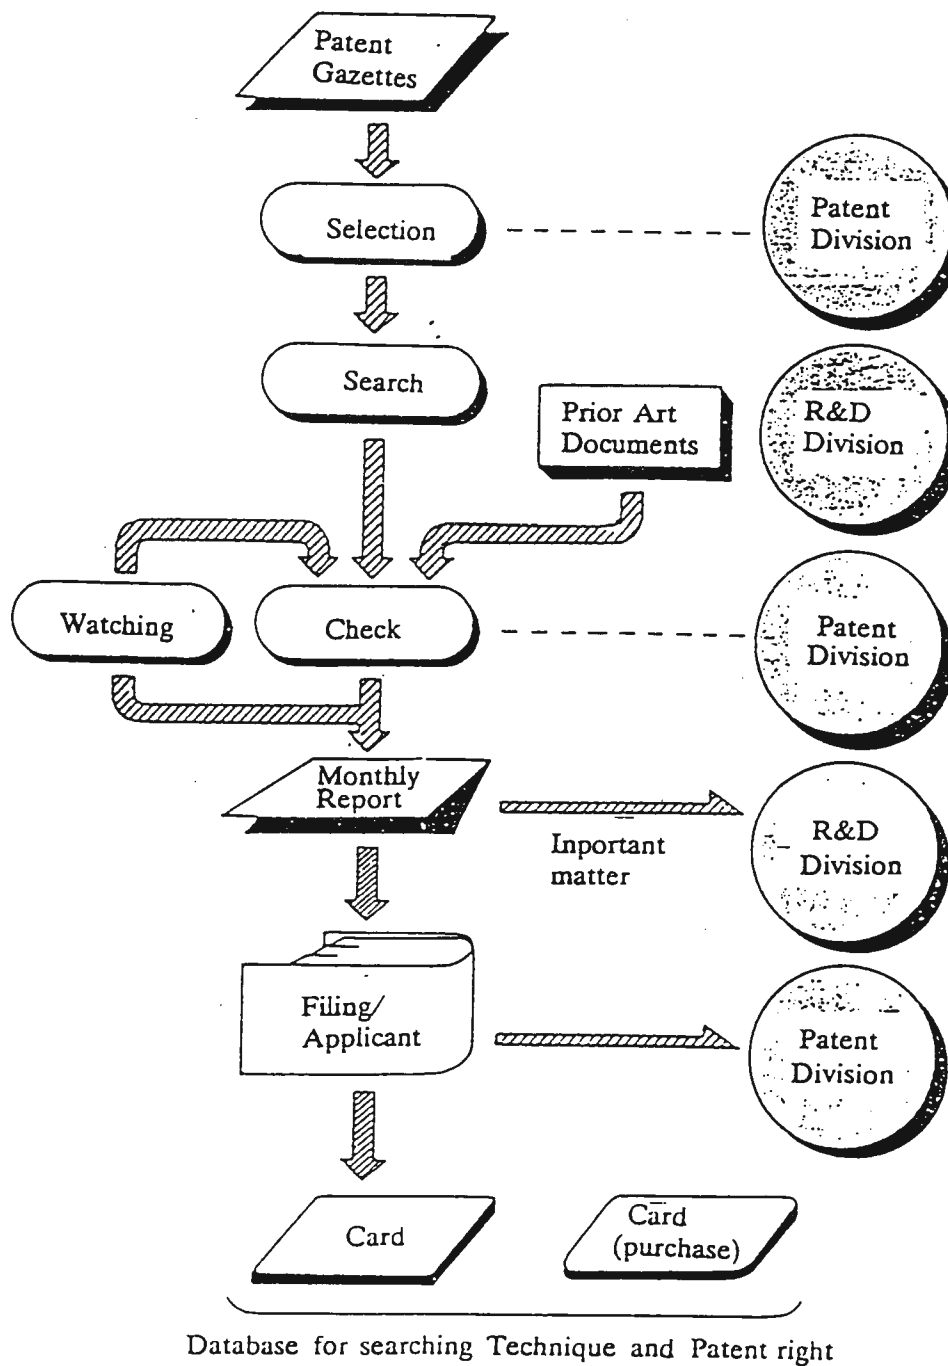 Patent
Gazettes
Selection
Patent
Division
Search
Prior Art
Documents
R&D
Division
Watching
Check
Patent
Division
Monthly
Report
Inportant
matter
R&D
Division
Filing/
Applicant
Patent
Division
Card
Card
(purchase)
Database for searching Technique and Patent right